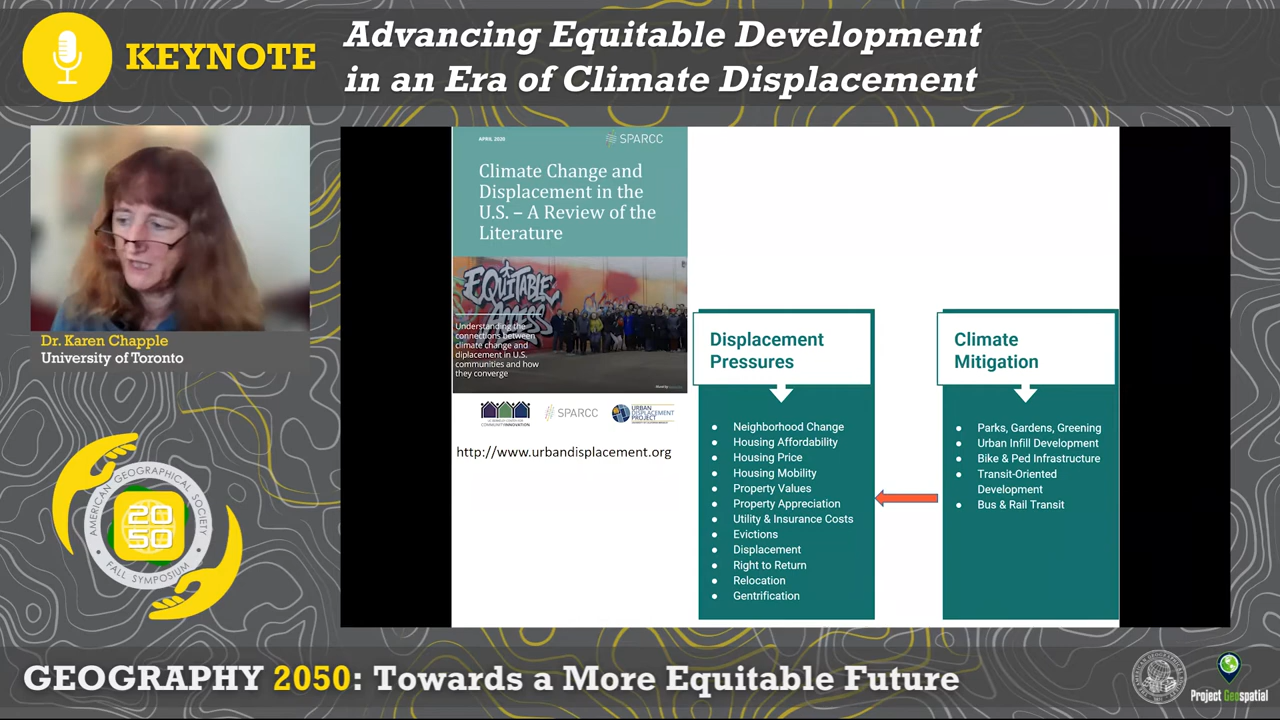 KEYNOTE
Advancing Equitable Development
in an Era of Climate Displacement
Dr. Karen Chapple
University of Toronto
APRIL 2020
SPARCC
Climate Change and
Displacement in the
U.S. – A Review of the
Literature
EQUITABLE
ACCESS
Understanding the
connections between
climate change and
diplacement in U.S.
communities and how
they converge
COMMUNITY INNOVATION
SPARCC
URBAN
DISPLACEMENT
PROJECT
http://www.urbandisplacement.org
Displacement
Pressures
● Neighborhood Change
● Housing Affordability
● Housing Price
● Housing Mobility
● Property Values
● Property Appreciation
● Utility & Insurance Costs
● Evictions
● Displacement
● Right to Return
● Relocation
● Gentrification
Climate
Mitigation
● Parks, Gardens, Greening
● Urban Infill Development
● Bike & Ped Infrastructure
● Transit-Oriented
Development
● Bus & Rail Transit
AMERICAN GEOGRAPHICAL SOCIETY
20
50
• FALL SYMPOSIUM •
GEOGRAPHY 2050: Towards a More Equitable Future
Project Geospatial